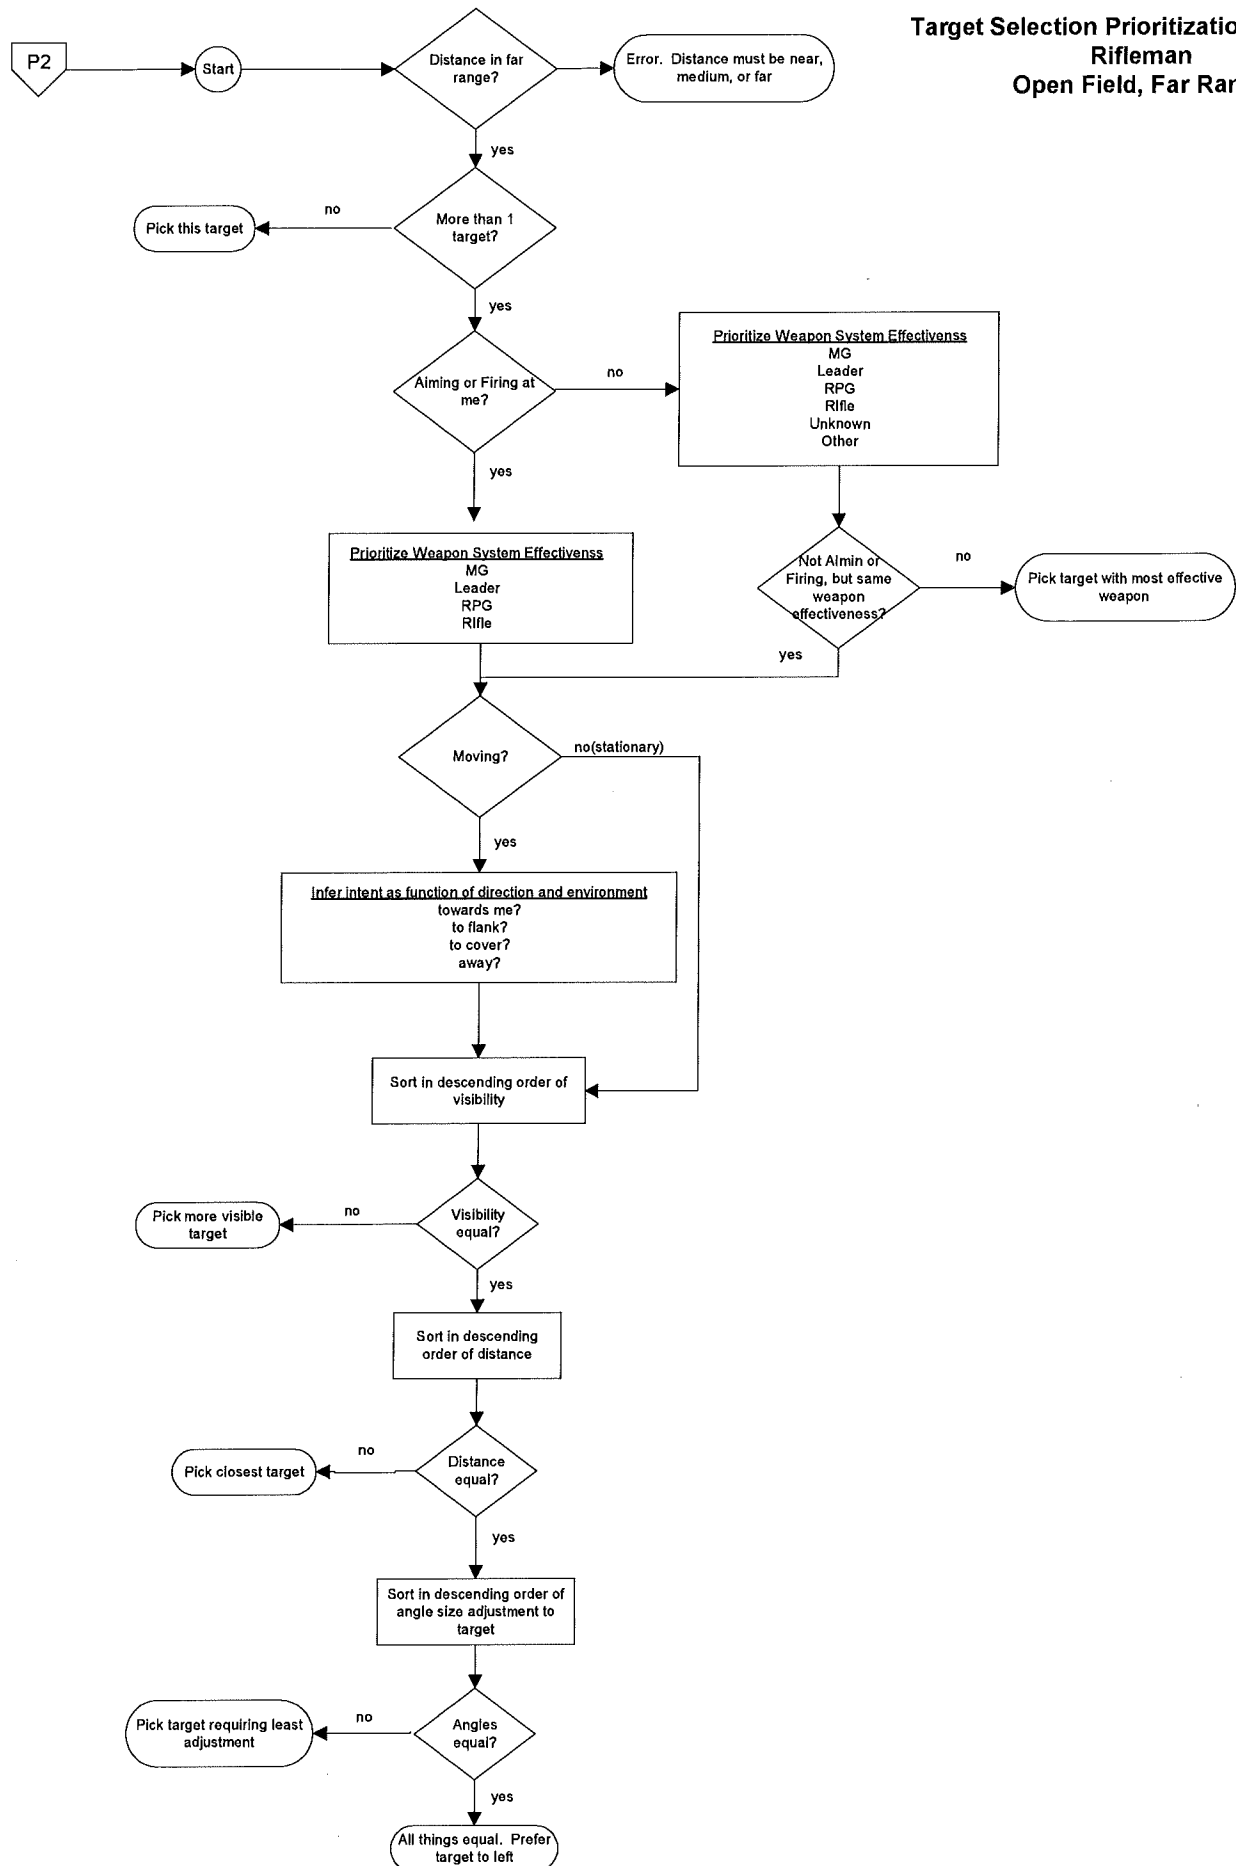 Target Selection Prioritizatio
Rifleman
Open Field, Far Ran
P2
Start
Distance in far
range?
Error. Distance must be near,
medium, or far
yes
More than 1
target?
no
Pick this target
yes
Aiming or Firing at
me?
no
Prioritize Weapon System Effectivenss
MG
Leader
RPG
Rifle
Unknown
Other
yes
Prioritize Weapon System Effectivenss
MG
Leader
RPG
Rifle
Not Aimin or
Firing, but same
weapon
effectiveness?
no
Pick target with most effective
weapon
yes
Moving?
no(stationary)
yes
Infer intent as function of direction and environment
towards me?
to flank?
to cover?
away?
Sort in descending order of
visibility
Visibility
equal?
no
Pick more visible
target
yes
Sort in descending
order of distance
Distance
equal?
no
Pick closest target
yes
Sort in descending order of
angle size adjustment to
target
Angles
equal?
no
Pick target requiring least
adjustment
yes
All things equal. Prefer
target to left